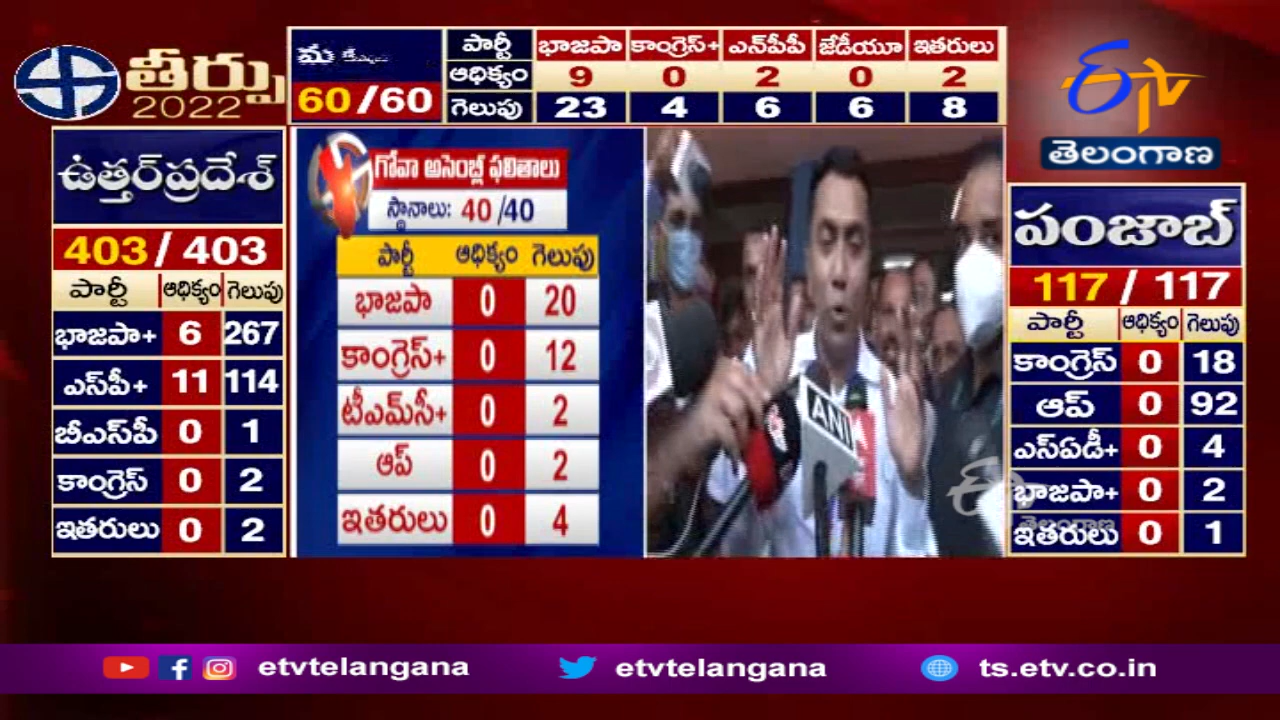 తీర్పు
2022
60/60
పార్టీ భాజపా కాంగ్రెస్+ ఎన్‌పీపీ జేడీయూ ఇతరులు
ఆధిక్యం 9 0 2 0 2
గెలుపు 23 4 6 6 8
ETV
తెలంగాణ
ఉత్తర్‌ప్రదేశ్
403/403
పార్టీ ఆధిక్యం గెలుపు
భాజపా+ 6 267
ఎస్‌పీ+ 11 114
బీఎస్‌పీ 0 1
కాంగ్రెస్ 0 2
ఇతరులు 0 2
గోవా అసెంబ్లీ ఫలితాలు
స్థానాలు: 40/40
పార్టీ ఆధిక్యం గెలుపు
భాజపా 0 20
కాంగ్రెస్+ 0 12
టీఎమ్‌సీ+ 0 2
ఆప్ 0 2
ఇతరులు 0 4
ANI
పంజాబ్
117/117
పార్టీ ఆధిక్యం గెలుపు
కాంగ్రెస్ 0 18
ఆప్ 0 92
ఎస్‌ఏడీ+ 0 4
భాజపా+ 0 2
ఇతరులు 0 1
తెలంగాణ
etvtelangana etvtelangana ts.etv.co.in